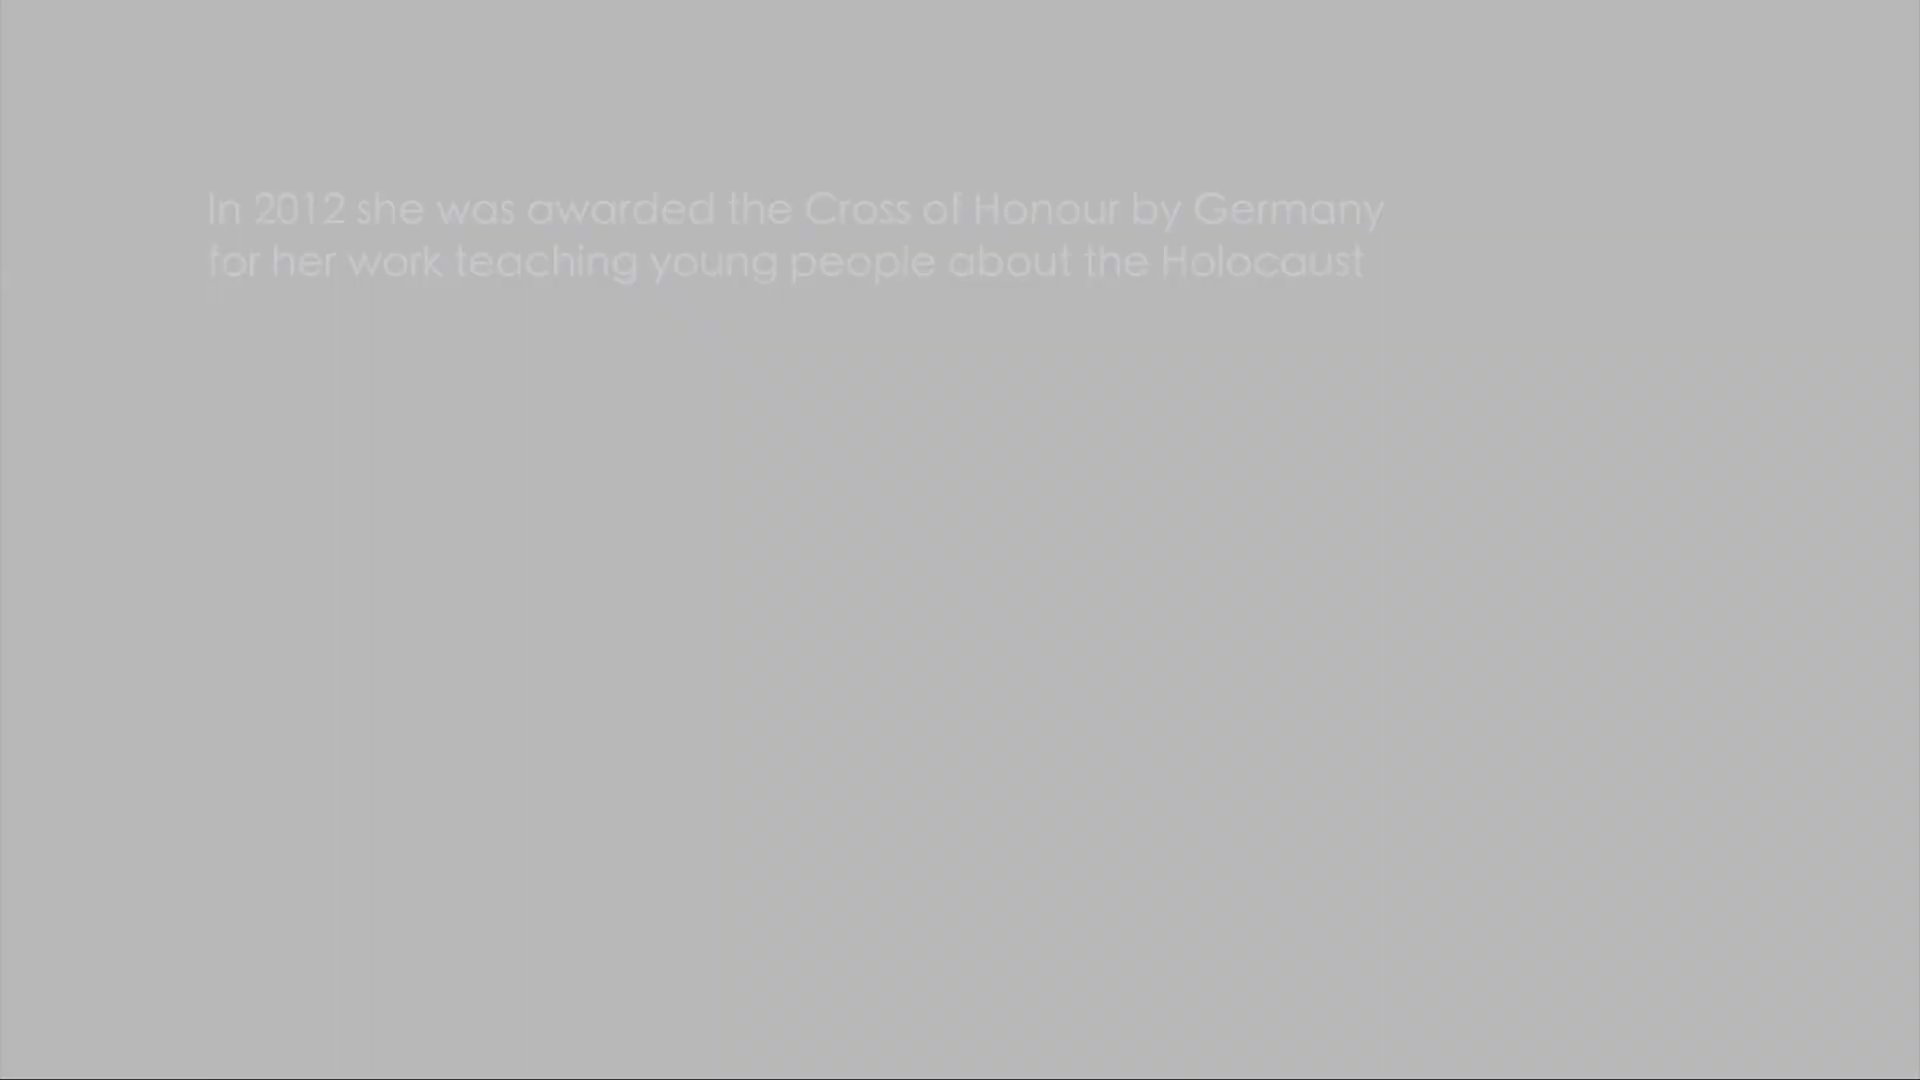 In 2012 she was awarded the Cross of Honour by Germany
for her work teaching young people about the Holocaust